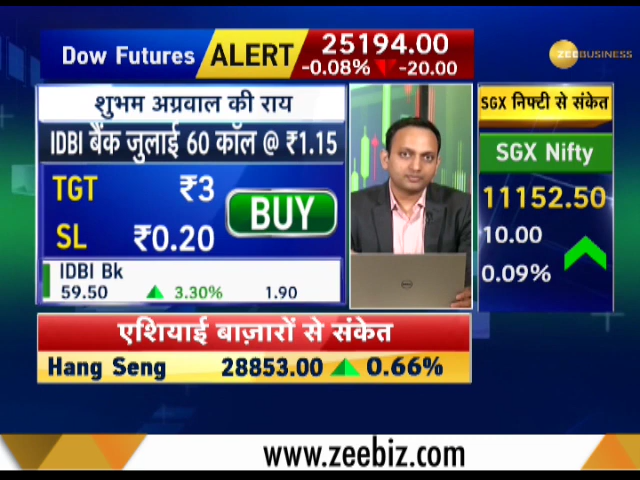 Dow Futures
ALERT
25194.00
-0.08% -20.00
ZEEBUSINESS
शुभम अग्रवाल की राय
IDBI बैंक जुलाई 60 कॉल @ ₹1.15
TGT ₹3
SL ₹0.20
BUY
IDBI Bk
59.50 3.30% 1.90
DELL
SGX निफ्टी से संकेत
SGX Nifty
11152.50
10.00
0.09%
एशियाई बाज़ारों से संकेत
Hang Seng 28853.00 0.66%
www.zeebiz.com